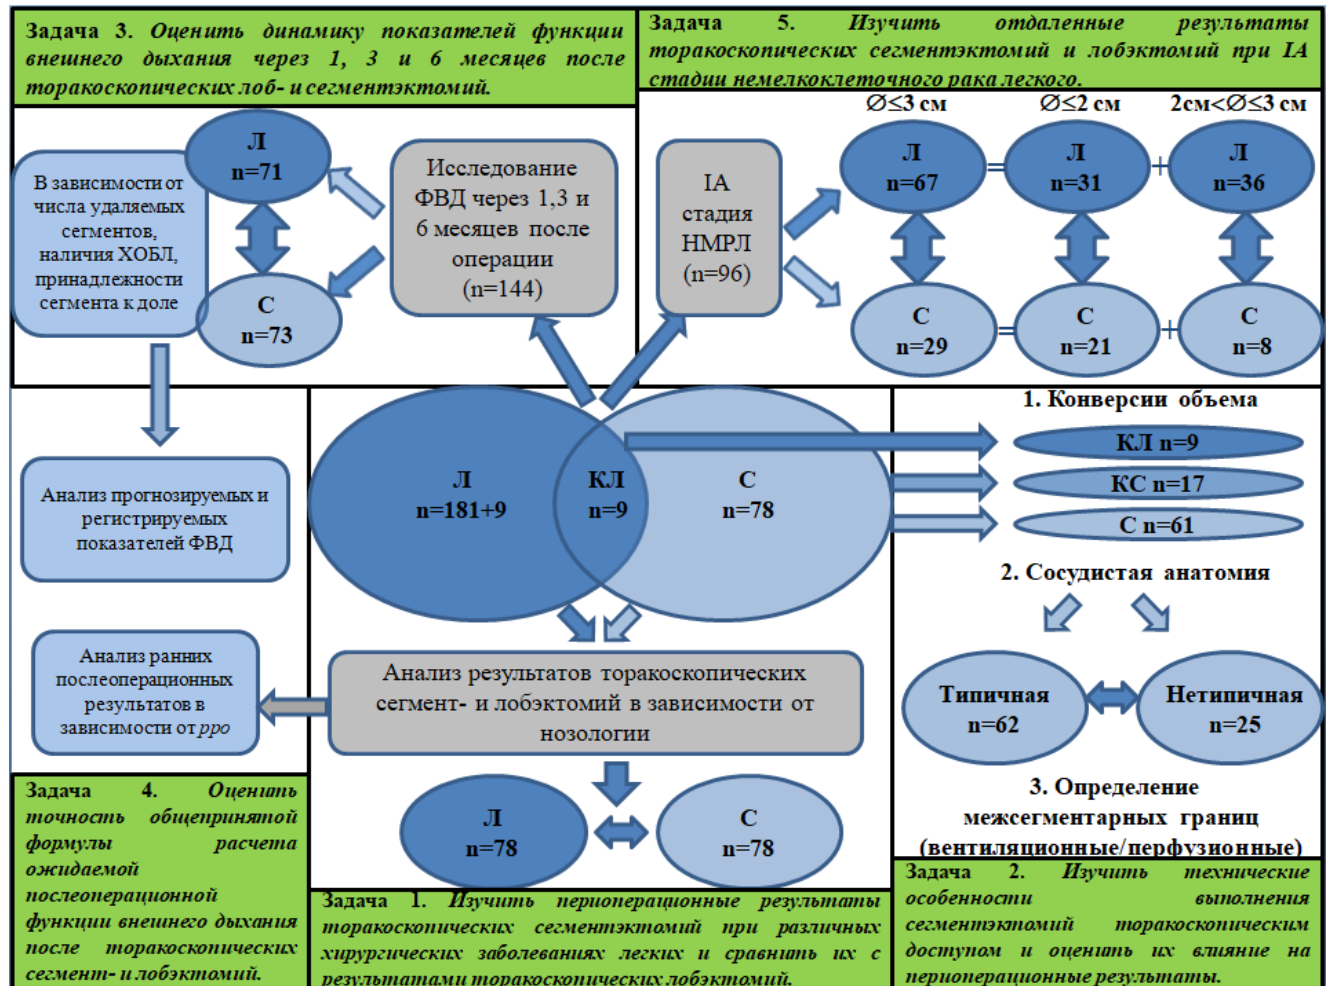 Задача 3. Оценить динамику показателей функции
внешнего дыхания через 1, 3 и 6 месяцев после
торакоскопических лоб- и сегментэктомий.
Задача 5. Изучить отдаленные результаты
торакоскопических сегментэктомий и лобэктомий при IA
стадии немелкоклеточного рака легкого.
В зависимости от
числа удаляемых
сегментов,
наличия ХОБЛ,
принадлежности
сегмента к доле
Л
n=71
С
n=73
Исследование
ФВД через 1,3 и
6 месяцев после
операции
(n=144)
IA
стадия
НМРЛ
(n=96)
Ø≤3 см
Ø≤2 см
2см<Ø≤3 см
Л
n=67
=
Л
n=31
+
Л
n=36
С
n=29
=
С
n=21
+
С
n=8
Анализ прогнозируемых и
регистрируемых
показателей ФВД
Анализ ранних
послеоперационных
результатов в
зависимости от ppo
Л
n=181+9
КЛ
n=9
С
n=78
Анализ результатов торакоскопических
сегмент- и лобэктомий в зависимости от
нозологии
Л
n=78
С
n=78
1. Конверсии объема
КЛ n=9
КС n=17
С n=61
2. Сосудистая анатомия
Типичная
n=62
Нетипичная
n=25
3. Определение
межсегментарных границ
(вентиляционные/перфузионные)
Задача 4. Оценить
точность общепринятой
формулы расчета
ожидаемой
послеоперационной
функции внешнего дыхания
после торакоскопических
сегмент- и лобэктомий.
Задача 1. Изучить периоперационные результаты
торакоскопических сегментэктомий при различных
хирургических заболеваниях легких и сравнить их с
результатами торакоскопических лобэктомий.
Задача 2. Изучить технические
особенности выполнения
сегментэктомий торакоскопическим
доступом и оценить их влияние на
периоперационные результаты.